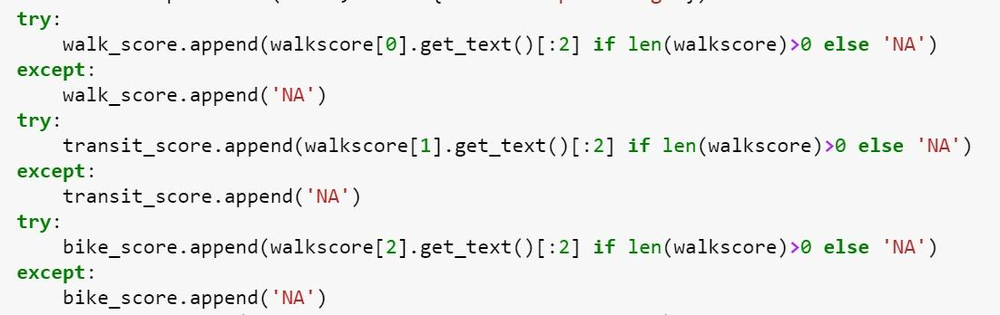 try:
    walk_score.append(walkscore[0].get_text()[:2] if len(walkscore)>0 else 'NA')
except:
    walk_score.append('NA')
try:
    transit_score.append(walkscore[1].get_text()[:2] if len(walkscore)>0 else 'NA')
except:
    transit_score.append('NA')
try:
    bike_score.append(walkscore[2].get_text()[:2] if len(walkscore)>0 else 'NA')
except:
    bike_score.append('NA')